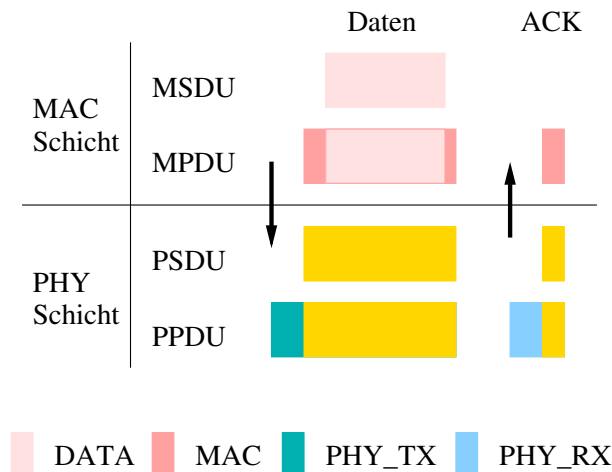 Daten ACK
MAC
Schicht
MSDU
MPDU
PHY
Schicht
PSDU
PPDU
DATA MAC PHY_TX PHY_RX